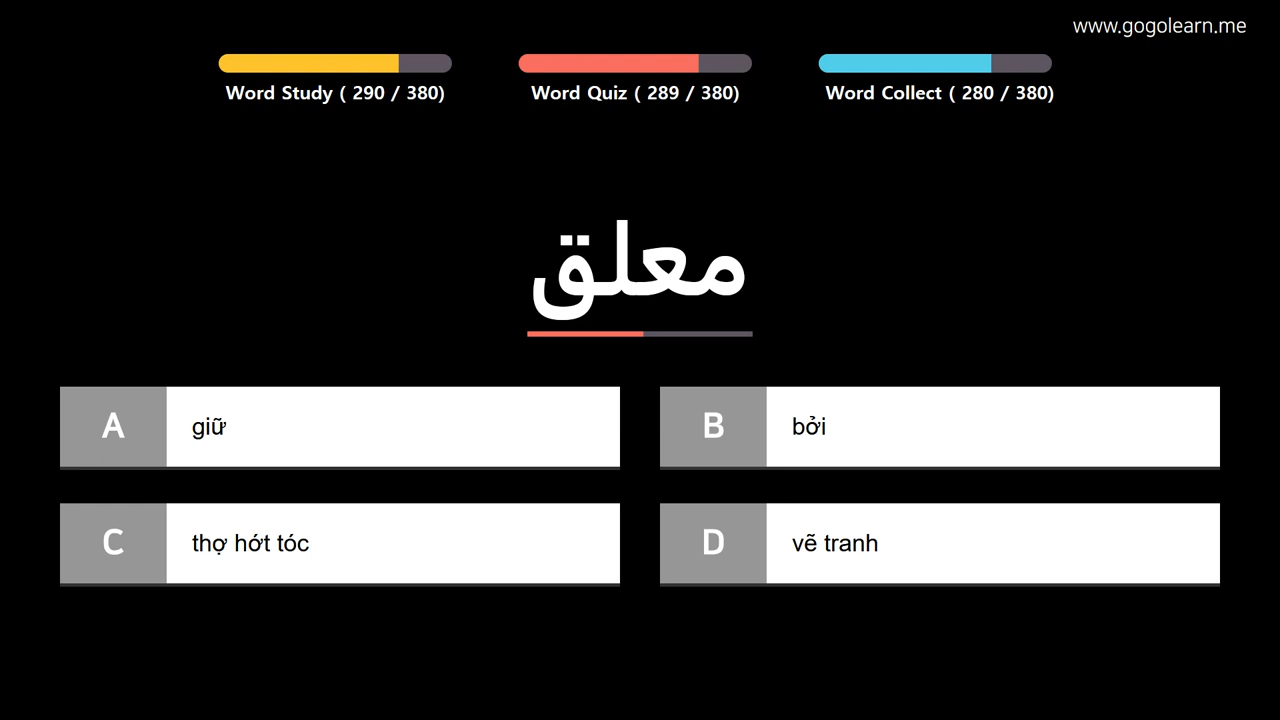 www.gogolearn.me
Word Study ( 290 / 380)
Word Quiz ( 289 / 380)
Word Collect ( 280 / 380)
معلق
A
giữ
B
bởi
C
thợ hớt tóc
D
vẽ tranh